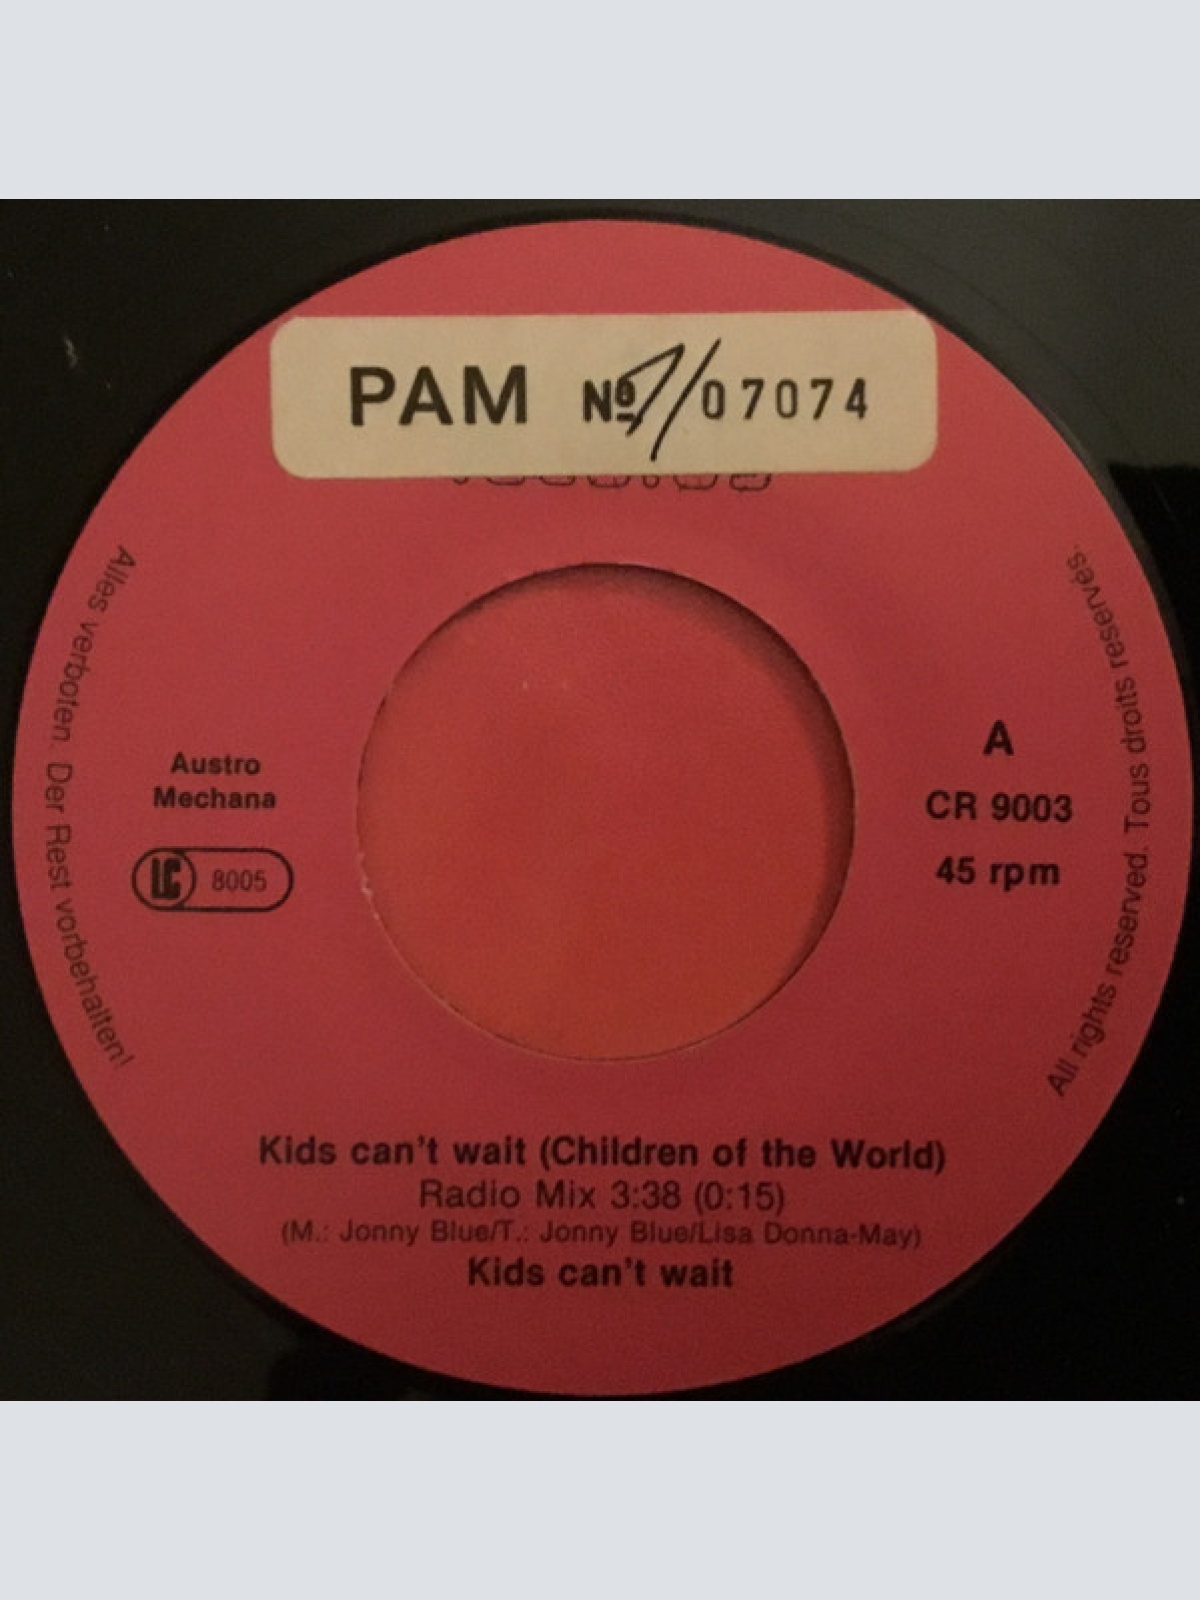 PAM Nº 1/07074
Alles verboten. Der Rest vorbehalten!
Austro
Mechana
LC 8005
A
CR 9003
45 rpm
All rights reserved. Tous droits reservés.
Kids can't wait (Children of the World)
Radio Mix 3:38 (0:15)
(M.: Jonny Blue/T.: Jonny Blue/Lisa Donna-May)
Kids can't wait